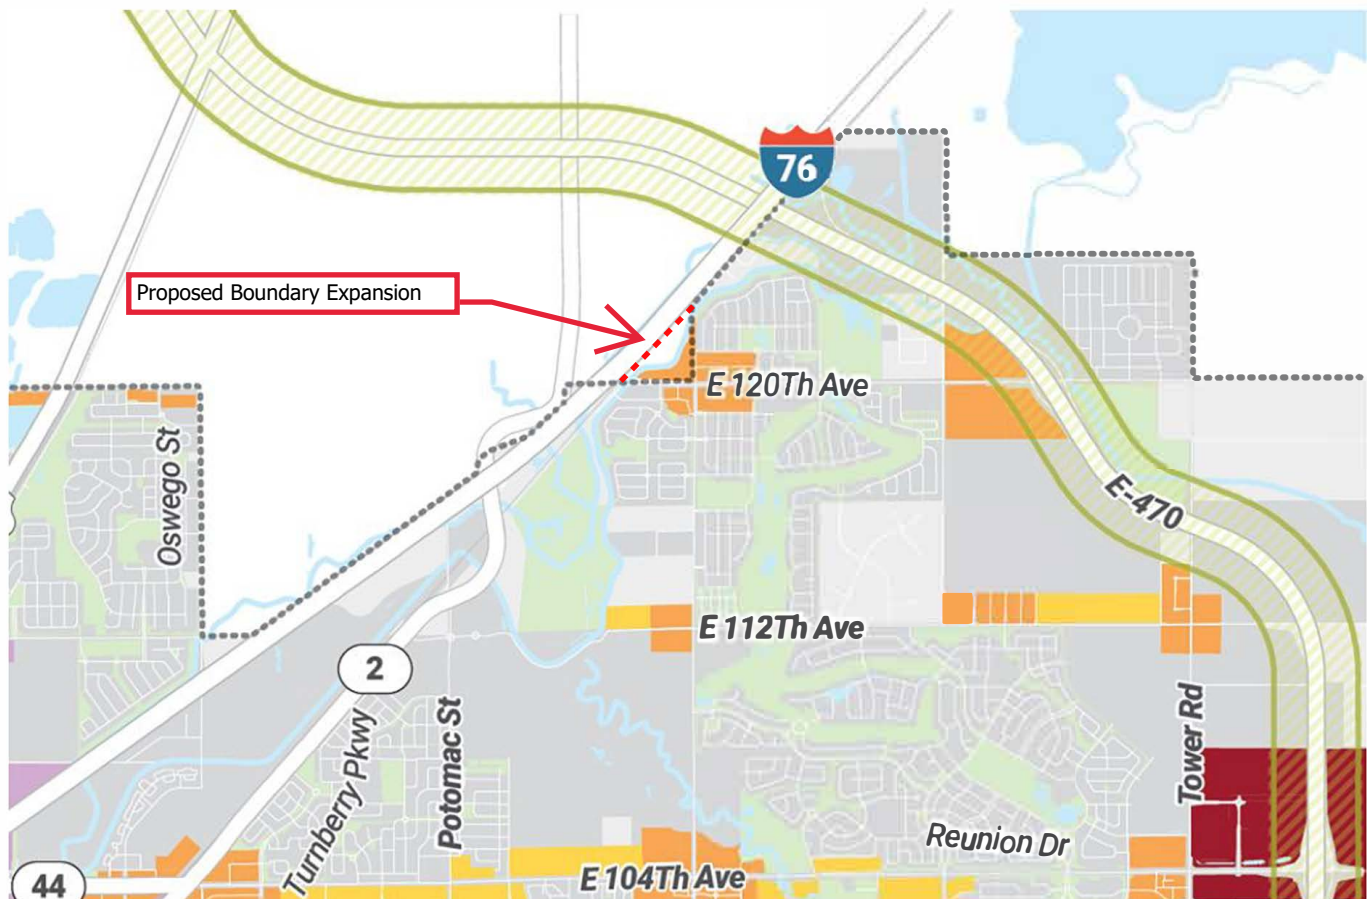 76
Proposed Boundary Expansion
E 120Th Ave
Oswego St
E-470
E 112Th Ave
2
Turnberry Pkwy
Potomac St
Tower Rd
Reunion Dr
44
E 104Th Ave